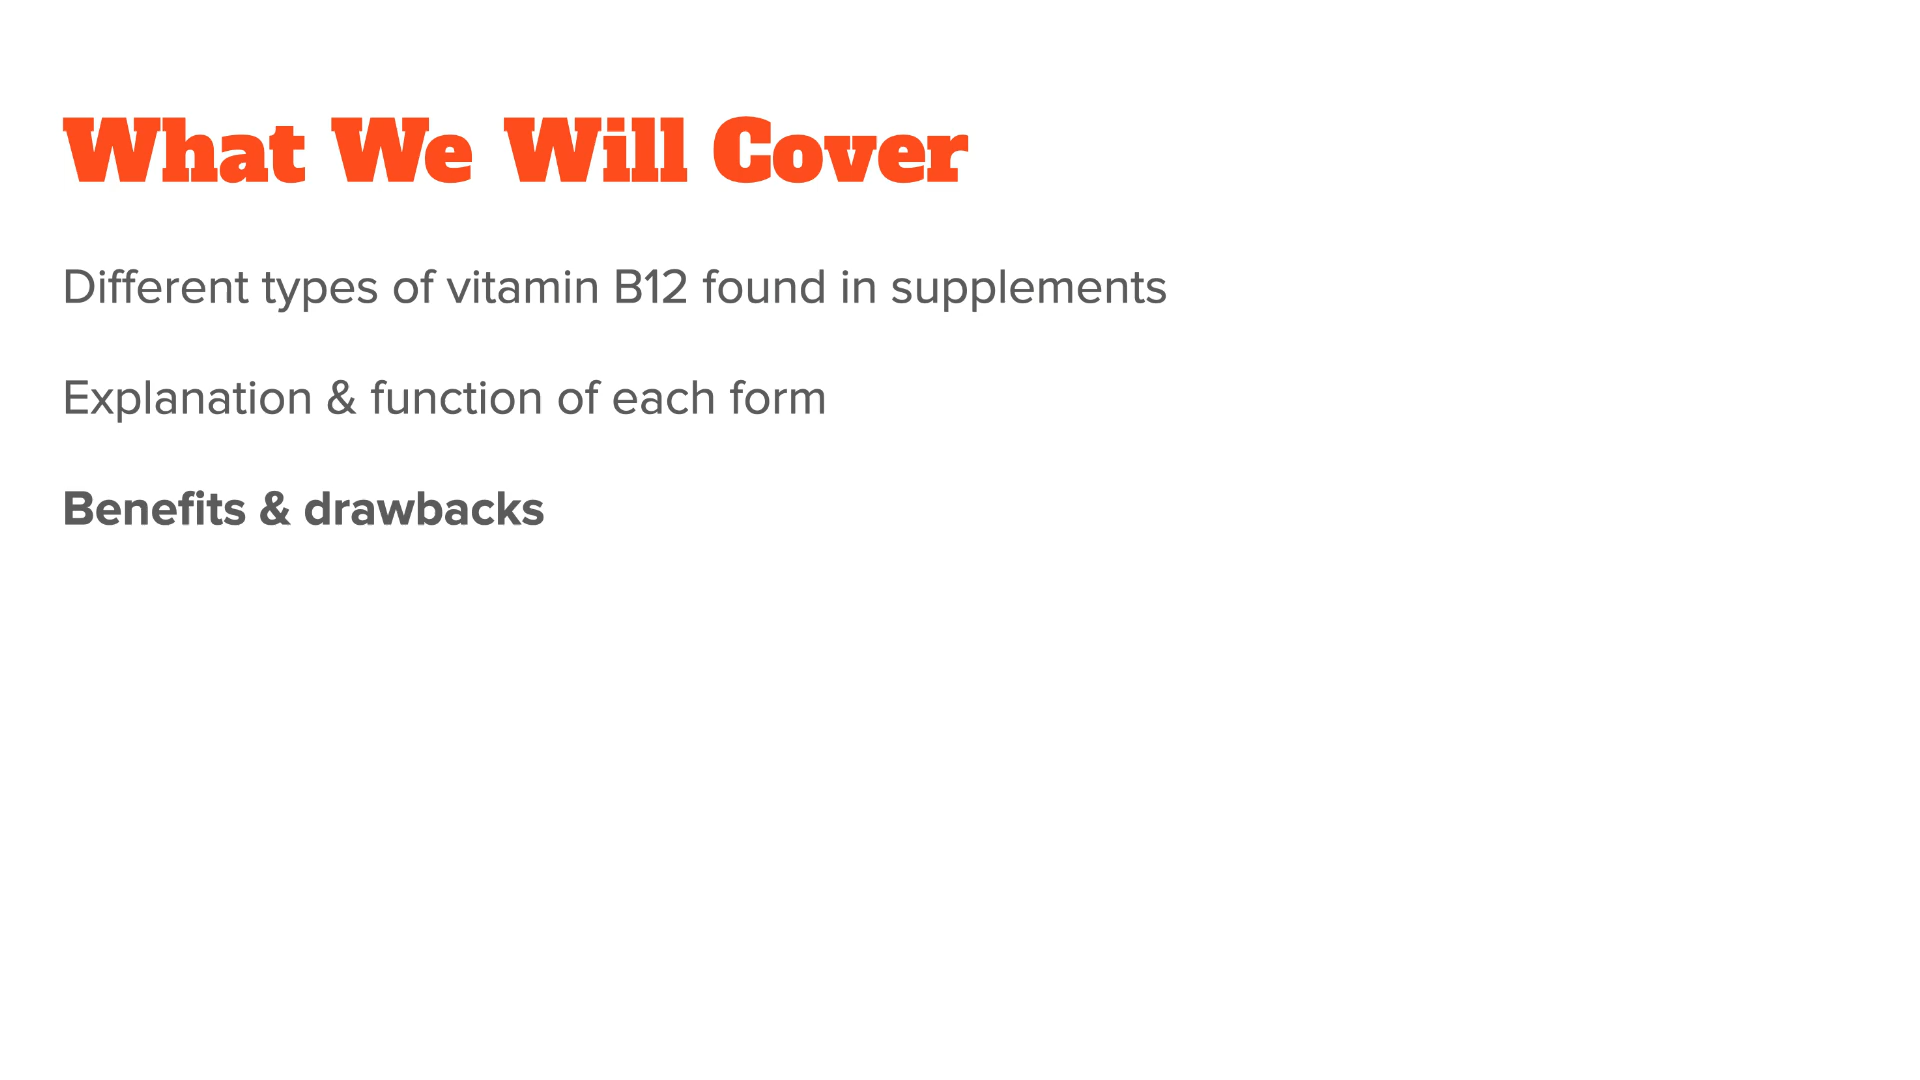 What We Will Cover
Different types of vitamin B12 found in supplements
Explanation & function of each form
Benefits & drawbacks